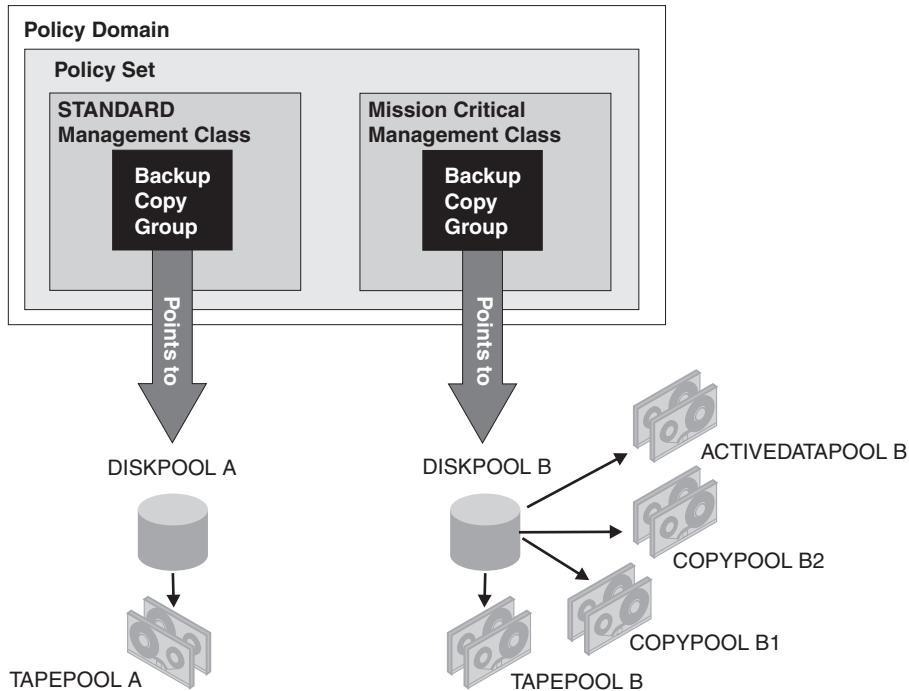 Policy Domain
Policy Set
STANDARD
Management Class
Backup
Copy
Group
Points to
Mission Critical
Management Class
Backup
Copy
Group
Points to
DISKPOOL A
DISKPOOL B
ACTIVEDATAPOOL B
COPYPOOL B2
COPYPOOL B1
TAPEPOOL A
TAPEPOOL B